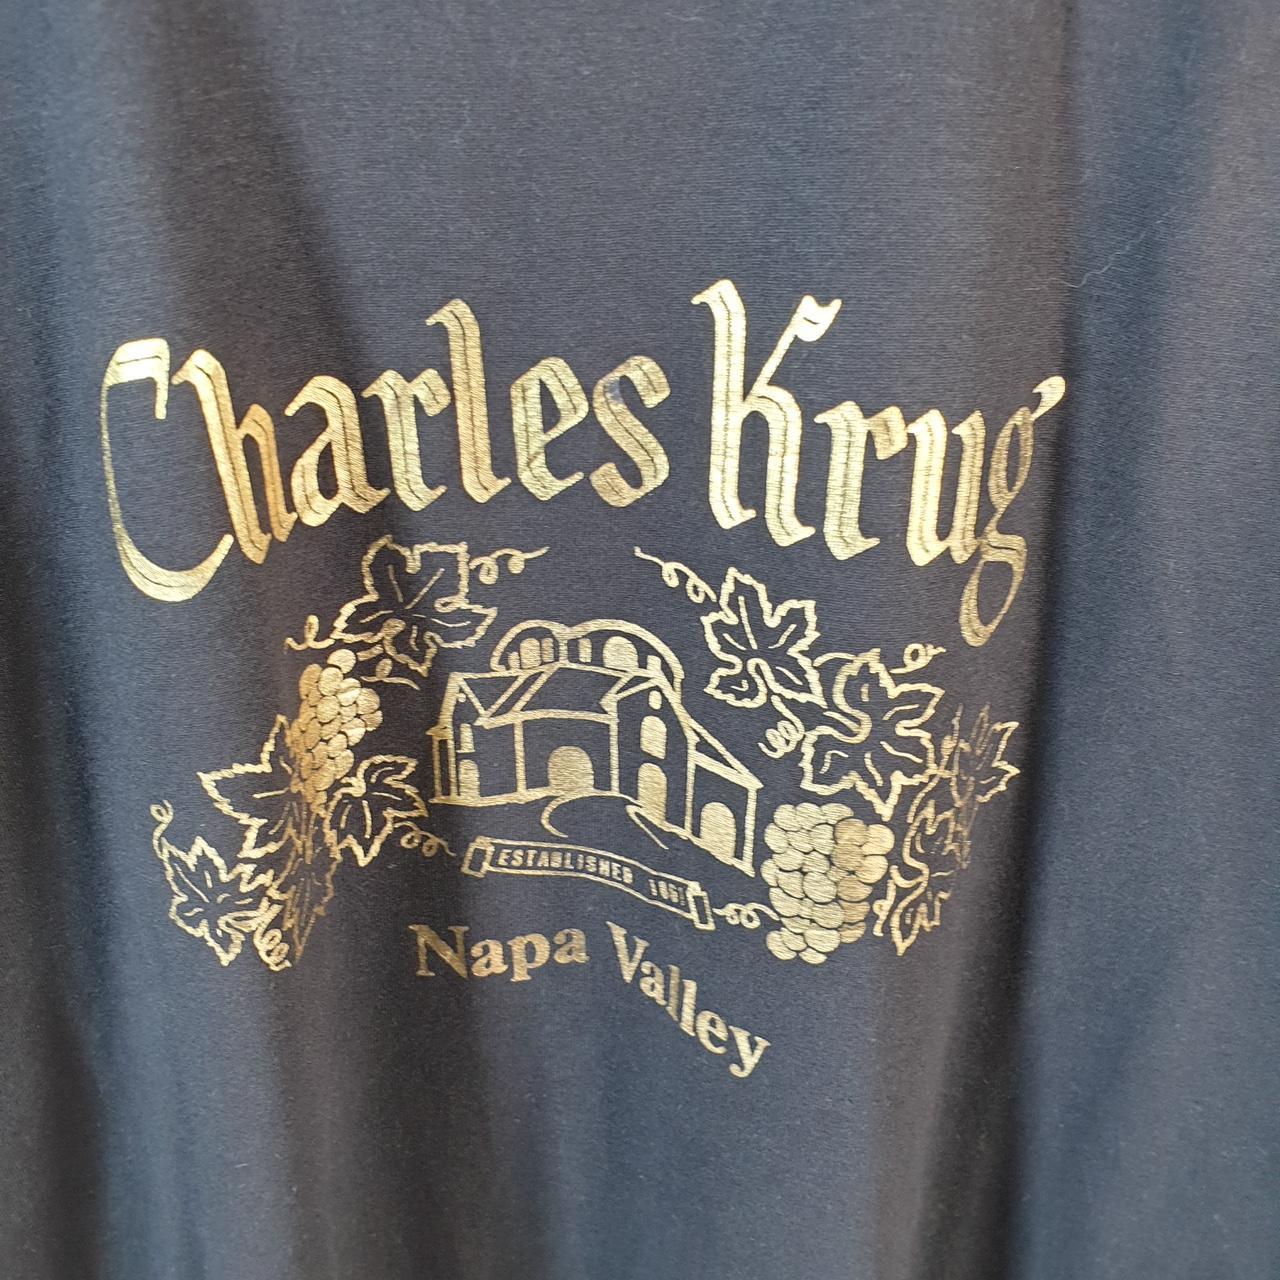 Charles Krug
ESTABLISHED 1861
Napa Valley